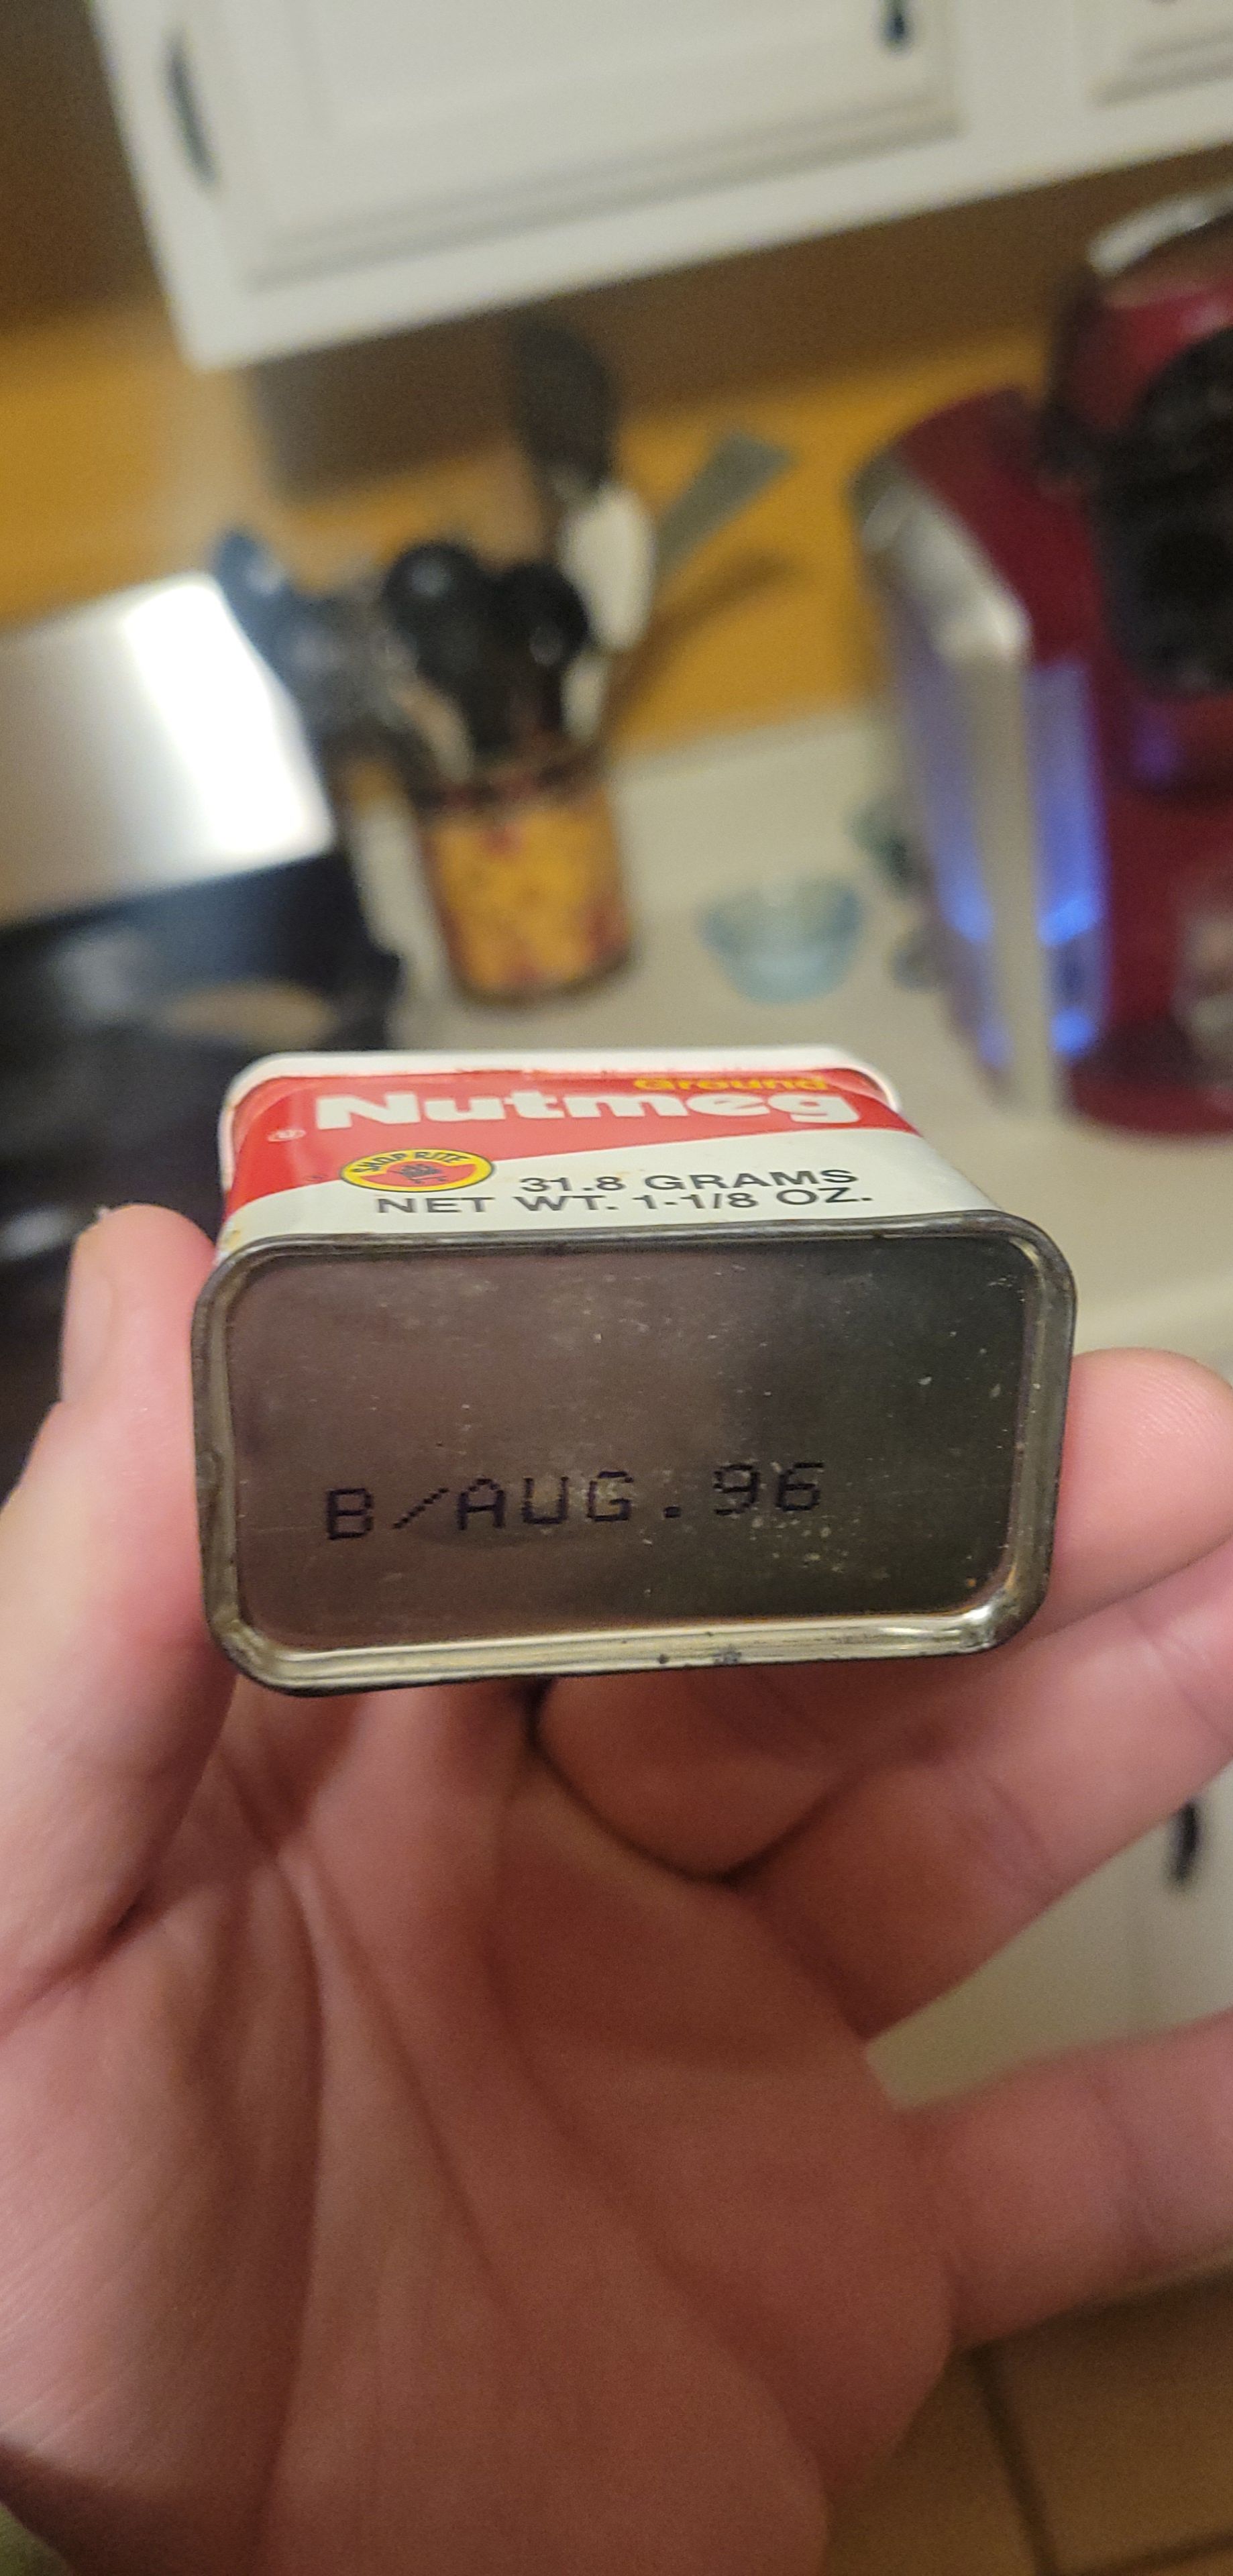 Ground
Nutmeg
SHOP RITE
31.8 GRAMS
NET WT. 1-1/8 OZ.
B/AUG.96